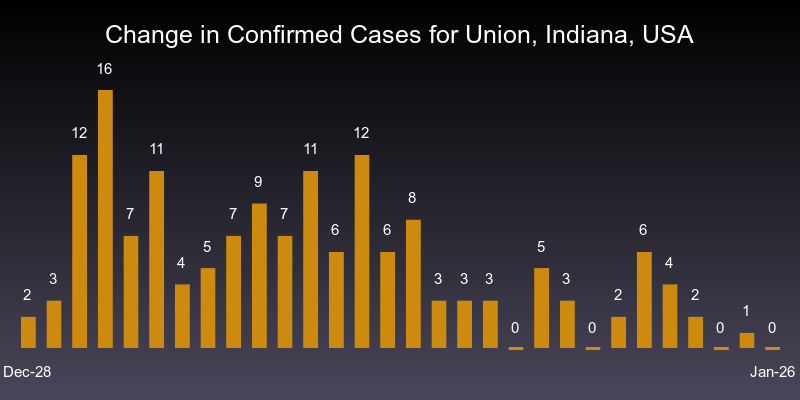 Change in Confirmed Cases for Union, Indiana, USA
2 3 12 16 7 11 4 5 7 9 7 11 6 12 6 8 3 3 3 0 5 3 0 2 6 4 2 0 1 0
Dec-28 Jan-26